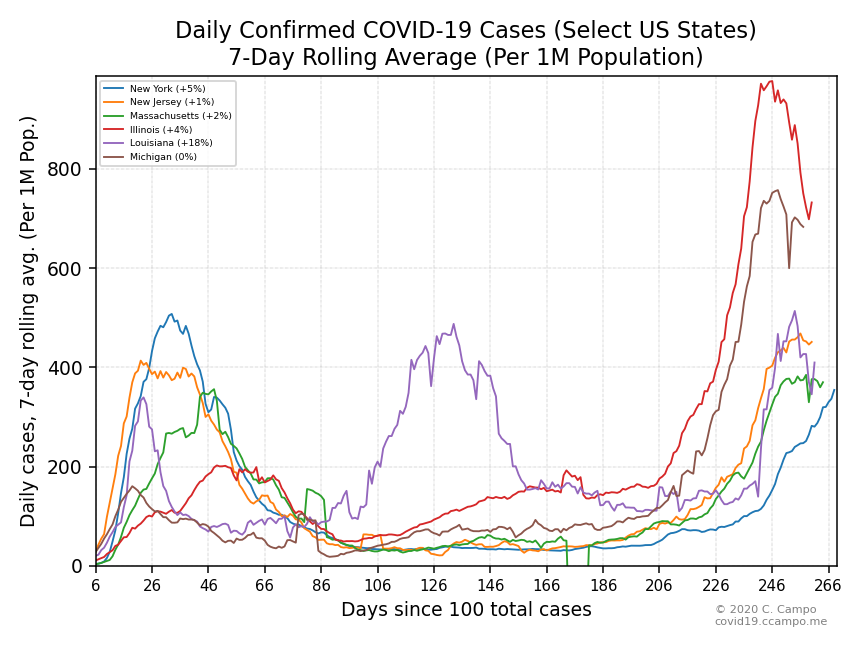 Daily Confirmed COVID-19 Cases (Select US States)
7-Day Rolling Average (Per 1M Population)
New York (+5%)
New Jersey (+1%)
Massachusetts (+2%)
Illinois (+4%)
Louisiana (+18%)
Michigan (0%)
Daily cases, 7-day rolling avg. (Per 1M Pop.)
800
600
400
200
0
6 26 46 66 86 106 126 146 166 186 206 226 246 266
Days since 100 total cases
© 2020 C. Campo
covid19.ccampo.me